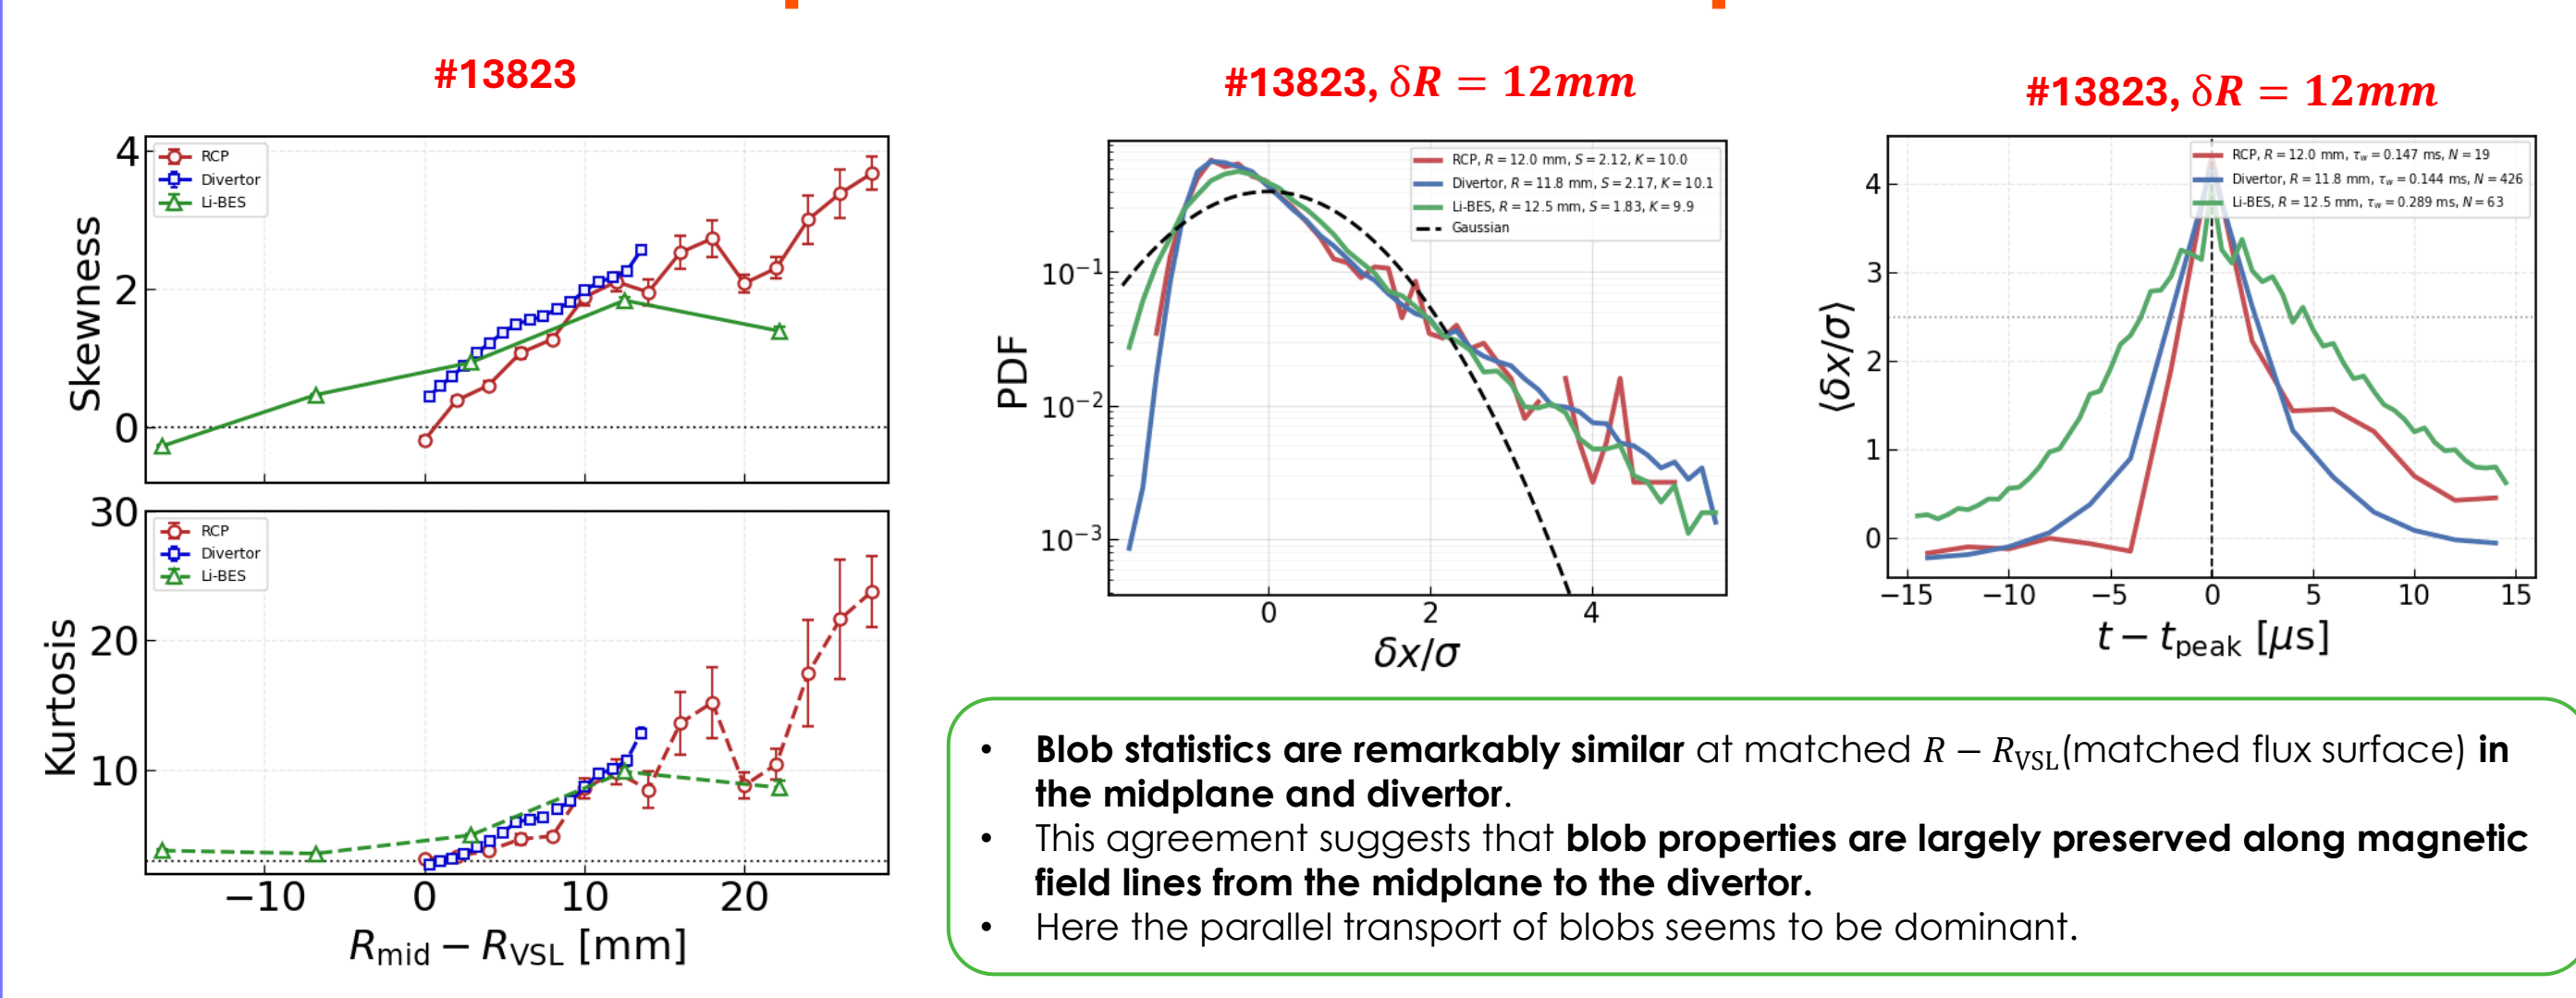 #13823
4
2
0
Skewness
RCP
Divertor
Li-BES
30
20
10
Kurtosis
RCP
Divertor
Li-BES
−10 0 10 20
R_mid − R_VSL [mm]
#13823, δR = 12mm
RCP, R = 12.0 mm, S = 2.12, K = 10.0
Divertor, R = 11.8 mm, S = 2.17, K = 10.1
Li-BES, R = 12.5 mm, S = 1.83, K = 9.9
Gaussian
PDF
10⁻¹
10⁻²
10⁻³
0 2 4
δx/σ
#13823, δR = 12mm
RCP, R = 12.0 mm, τ_w = 0.147 ms, N = 19
Divertor, R = 11.8 mm, τ_w = 0.144 ms, N = 426
Li-BES, R = 12.5 mm, τ_w = 0.289 ms, N = 63
⟨δx/σ⟩
4
3
2
1
0
−15 −10 −5 0 5 10 15
t − t_peak [μs]
• Blob statistics are remarkably similar at matched R − R_VSL(matched flux surface) in
the midplane and divertor.
• This agreement suggests that blob properties are largely preserved along magnetic
field lines from the midplane to the divertor.
• Here the parallel transport of blobs seems to be dominant.